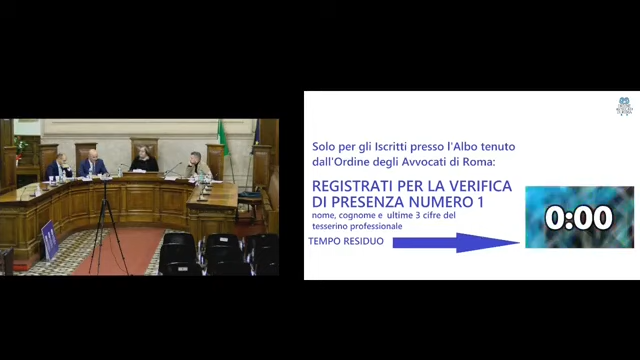 Solo per gli Iscritti presso l'Albo tenuto
dall'Ordine degli Avvocati di Roma:
REGISTRATI PER LA VERIFICA
DI PRESENZA NUMERO 1
nome, cognome e ultime 3 cifre del
tesserino professionale
TEMPO RESIDUO
0:00